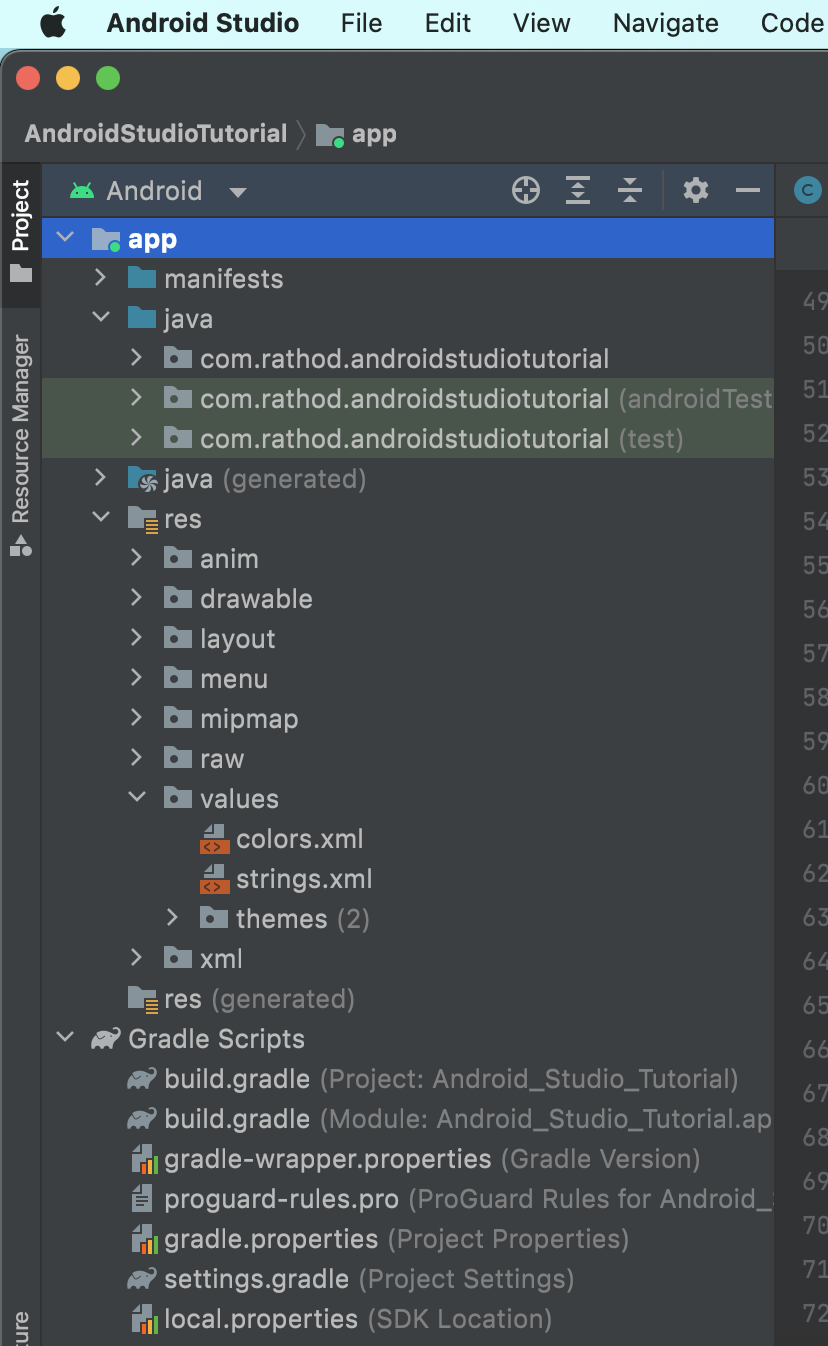 Android Studio File Edit View Navigate Code
AndroidStudioTutorial app
Project
Resource Manager
Android
C
app
manifests
java
com.rathod.androidstudiotutorial
com.rathod.androidstudiotutorial (androidTest
com.rathod.androidstudiotutorial (test)
java (generated)
res
anim
drawable
layout
menu
mipmap
raw
values
colors.xml
strings.xml
themes (2)
xml
res (generated)
Gradle Scripts
build.gradle (Project: Android_Studio_Tutorial)
build.gradle (Module: Android_Studio_Tutorial.ap
gradle-wrapper.properties (Gradle Version)
proguard-rules.pro (ProGuard Rules for Android_
gradle.properties (Project Properties)
settings.gradle (Project Settings)
local.properties (SDK Location)
ture
49
50
51
52
53
54
55
56
57
58
59
60
61
62
63
64
65
66
67
68
69
70
71
72